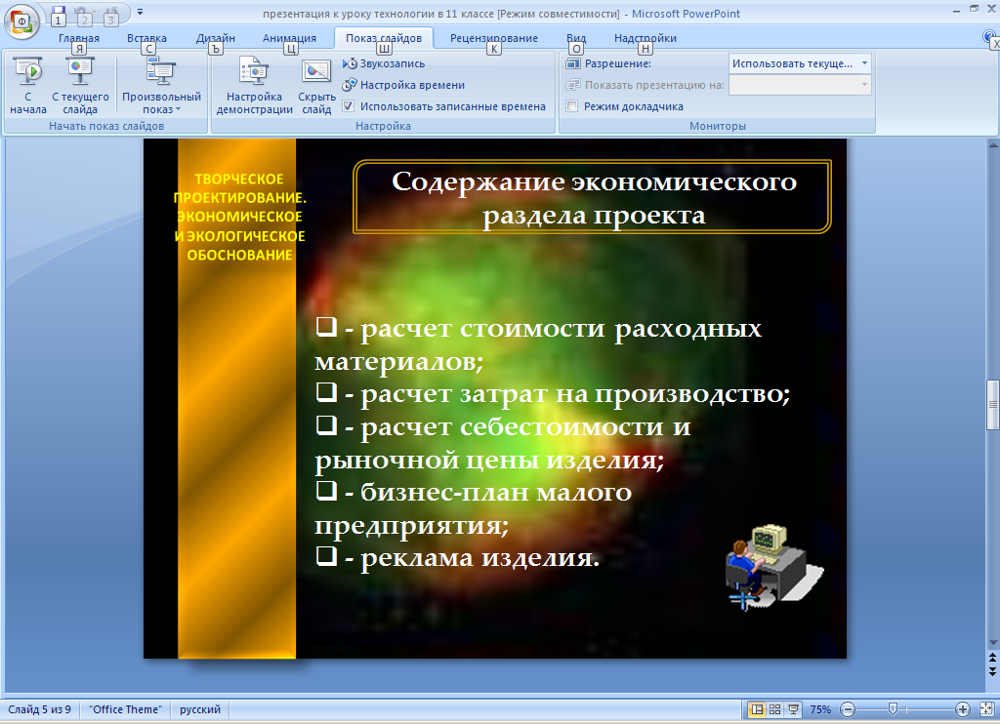 презентация к уроку технологии в 11 классе [Режим совместимости] - Microsoft PowerPoint
1 2 3
Главная Вставка Дизайн Анимация Показ слайдов Рецензирование Вид Надстройки
Ф Я С Ъ Ц Ш К О Н X
С начала
С текущего слайда
Произвольный показ
Начать показ слайдов
Настройка демонстрации
Скрыть слайд
Звукозапись
Настройка времени
Использовать записанные времена
Настройка
Разрешение: Использовать текуще...
Показать презентацию на:
Режим докладчика
Мониторы
ТВОРЧЕСКОЕ
ПРОЕКТИРОВАНИЕ.
ЭКОНОМИЧЕСКОЕ
И ЭКОЛОГИЧЕСКОЕ
ОБОСНОВАНИЕ
Содержание экономического
раздела проекта
❑ - расчет стоимости расходных
материалов;
❑ - расчет затрат на производство;
❑ - расчет себестоимости и
рыночной цены изделия;
❑ - бизнес-план малого
предприятия;
❑ - реклама изделия.
Слайд 5 из 9 "Office Theme" русский 75%